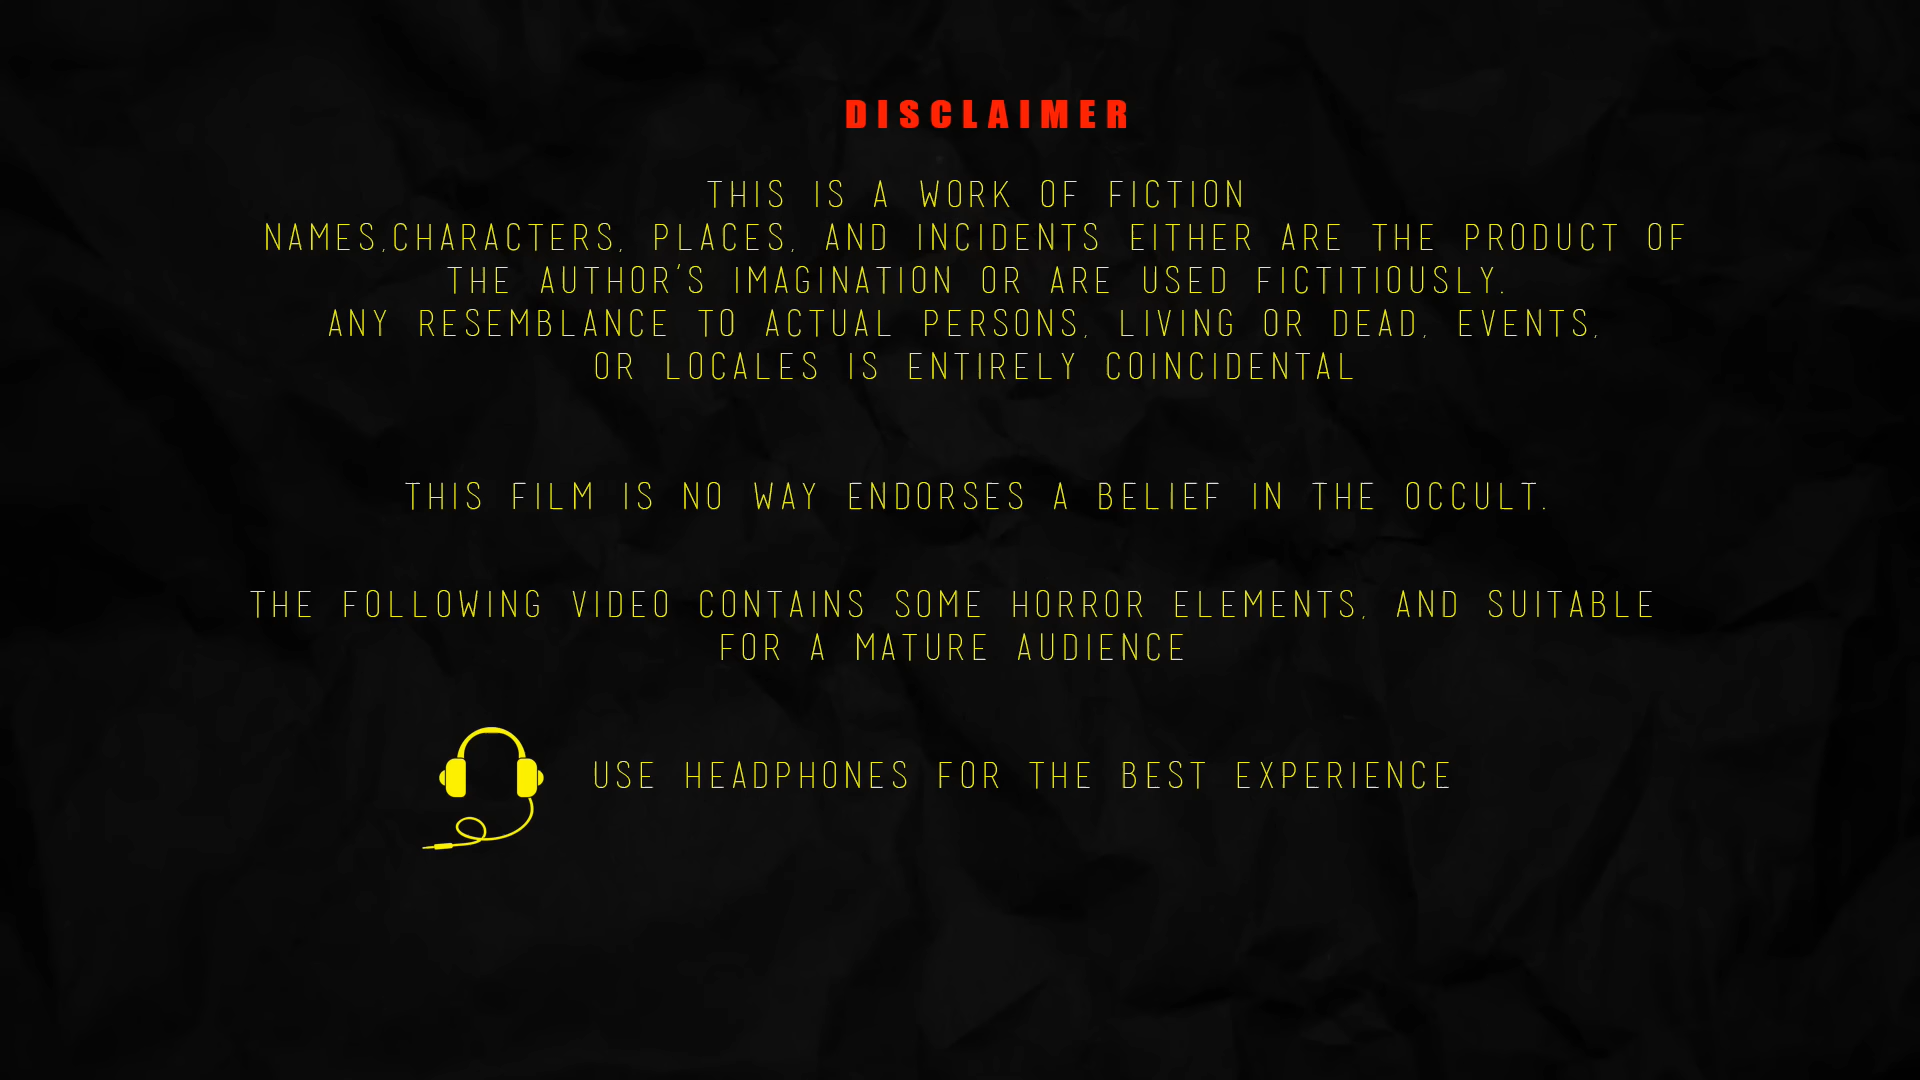 DISCLAIMER
THIS IS A WORK OF FICTION
NAMES,CHARACTERS, PLACES, AND INCIDENTS EITHER ARE THE PRODUCT OF
THE AUTHOR'S IMAGINATION OR ARE USED FICTITIOUSLY.
ANY RESEMBLANCE TO ACTUAL PERSONS, LIVING OR DEAD, EVENTS,
OR LOCALES IS ENTIRELY COINCIDENTAL
THIS FILM IS NO WAY ENDORSES A BELIEF IN THE OCCULT.
THE FOLLOWING VIDEO CONTAINS SOME HORROR ELEMENTS, AND SUITABLE
FOR A MATURE AUDIENCE
USE HEADPHONES FOR THE BEST EXPERIENCE